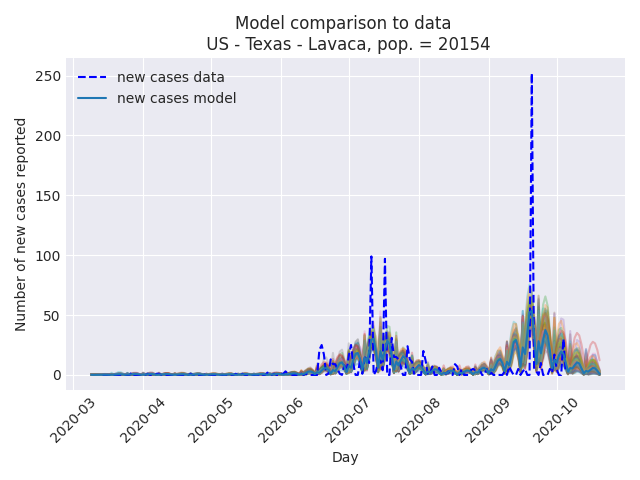 Model comparison to data
US - Texas - Lavaca, pop. = 20154
new cases data
new cases model
Number of new cases reported
250
200
150
100
50
0
2020-03
2020-04
2020-05
2020-06
2020-07
2020-08
2020-09
2020-10
Day